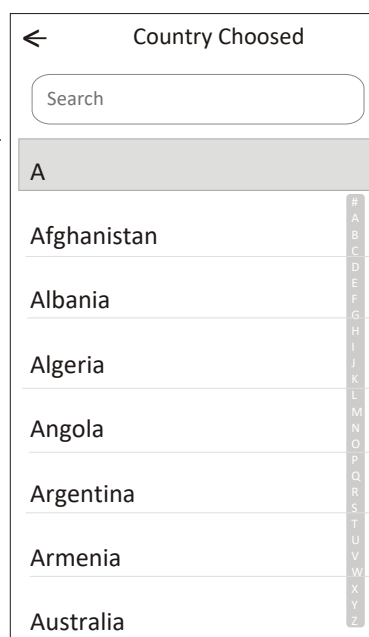 Country Choosed
Search
A
Afghanistan
Albania
Algeria
Angola
Argentina
Armenia
Australia
#
A
B
C
D
E
F
G
H
I
J
K
L
M
N
O
P
Q
R
S
T
U
V
W
X
Y
Z